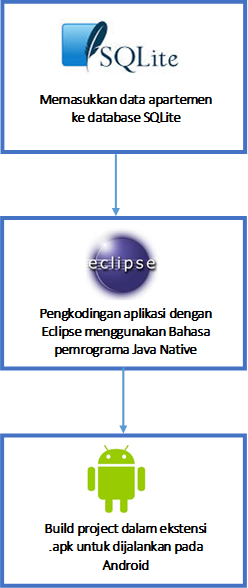 SQLite
Memasukkan data apartemen
ke database SQLite
eclipse
Pengkodingan aplikasi dengan
Eclipse menggunakan Bahasa
pemrograma Java Native
Build project dalam ekstensi
.apk untuk dijalankan pada
Android